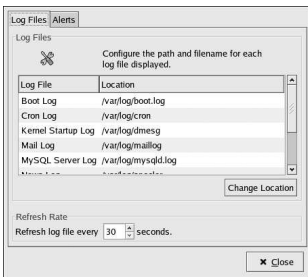 Log Files Alerts
Log Files
Configure the path and filename for each
log file displayed.
Log File Location
Boot Log /var/log/boot.log
Cron Log /var/log/cron
Kernel Startup Log /var/log/dmesg
Mail Log /var/log/maillog
MySQL Server Log /var/log/mysqld.log
Change Location
Refresh Rate
Refresh log file every 30 seconds.
Close